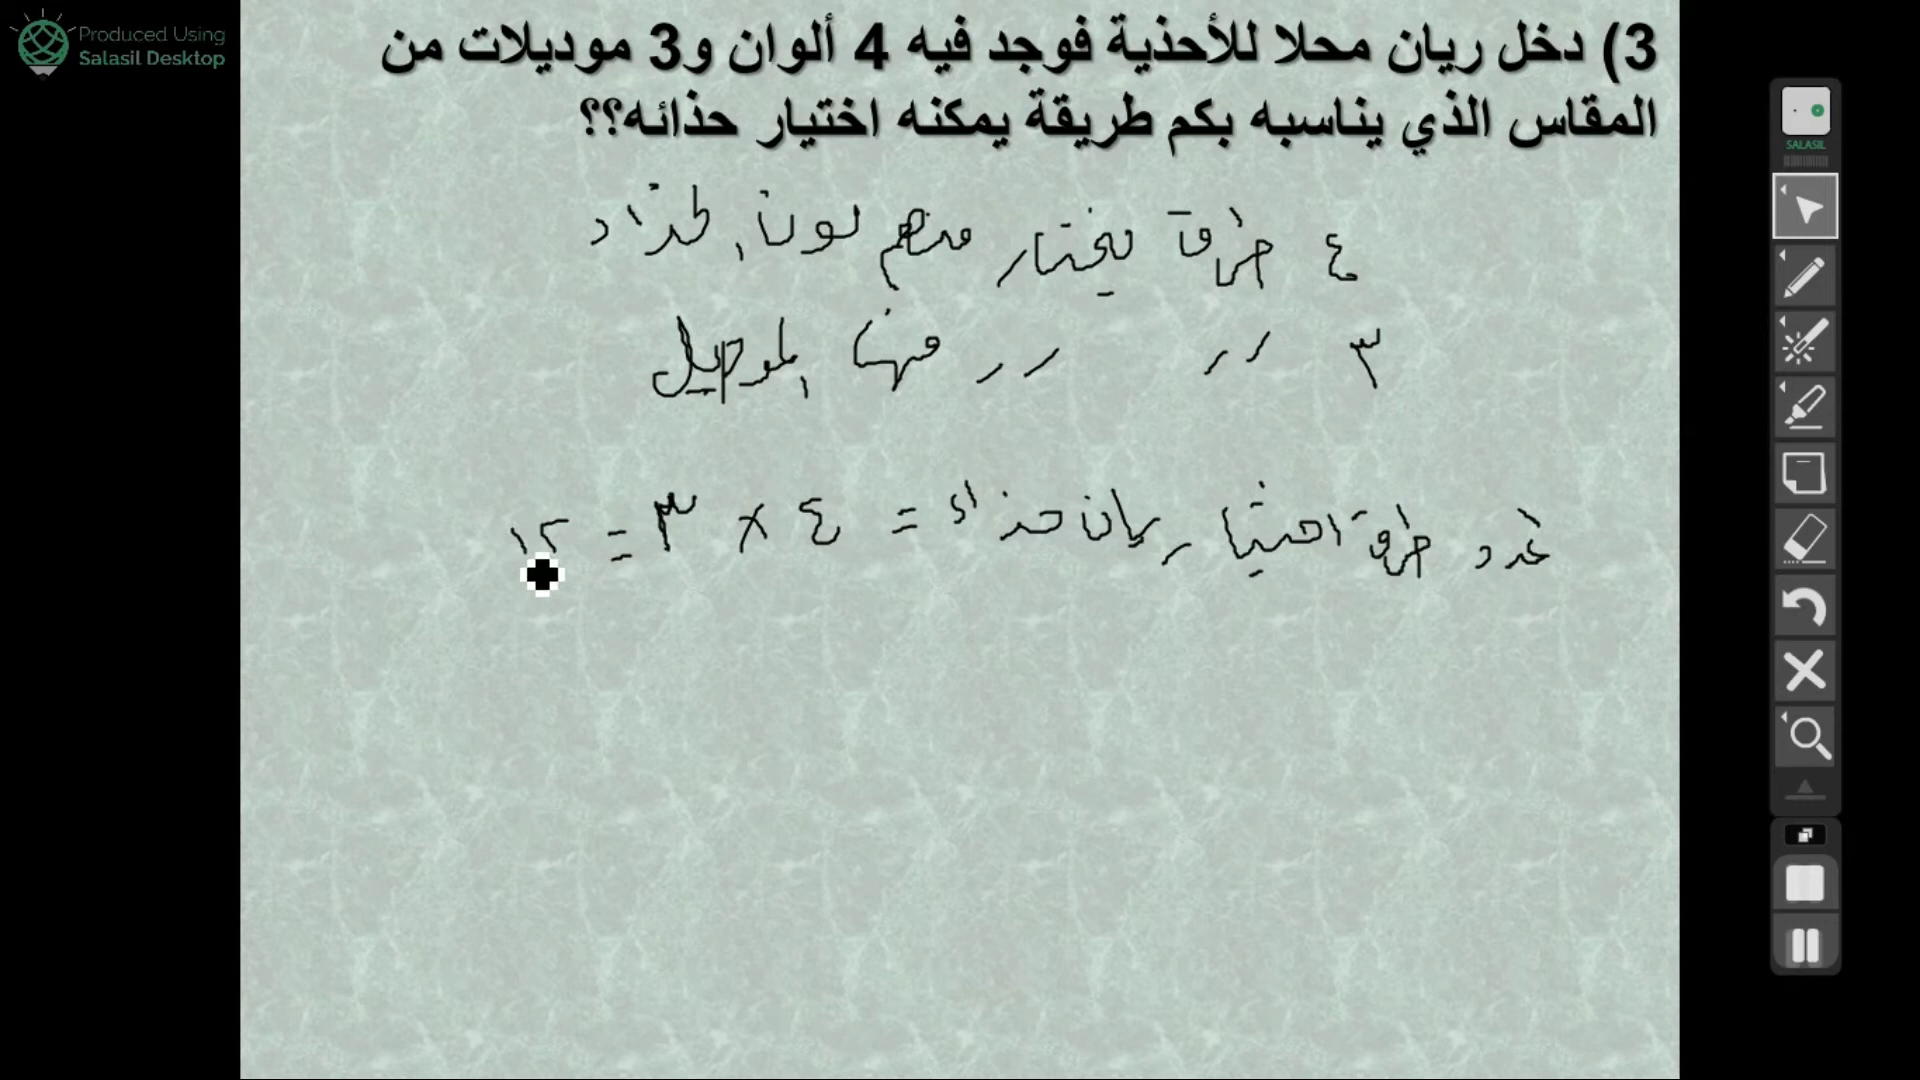 Produced Using
Salasil Desktop
3) دخل ريان محلا للأحذية فوجد فيه 4 ألوان و3 موديلات من
المقاس الذي يناسبه بكم طريقة يمكنه اختيار حذائه؟؟
٤ طرق يختار منهم لون الحذاء
٣ // // منها الموديل
عدد طرق اختيار ريان حذاء = ٤ × ٣ = ١٢
SALASIL